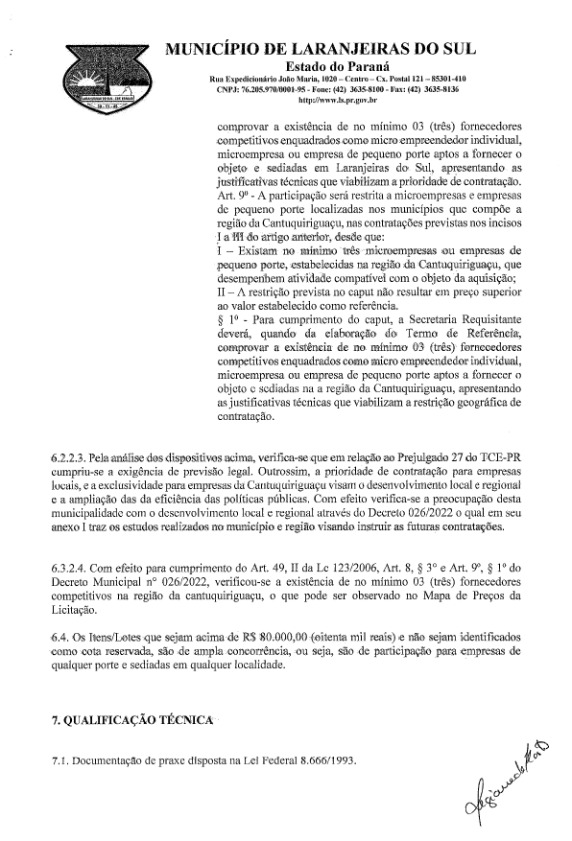 MUNICÍPIO DE LARANJEIRAS DO SUL
Estado do Paraná
Rua Expedicionário João Maria, 1020 – Centro – Cx. Postal 121 – 85301-410
CNPJ: 76.205.970/0001-95 - Fone: (42) 3635-8100 - Fax: (42) 3635-8136
http://www.ls.pr.gov.br
comprovar a existência de no mínimo 03 (três) fornecedores
competitivos enquadrados como micro empreendedor individual,
microempresa ou empresa de pequeno porte aptos a fornecer o
objeto e sediadas em Laranjeiras do Sul, apresentando as
justificativas técnicas que viabilizam a prioridade de contratação.
Art. 9º - A participação será restrita a microempresas e empresas
de pequeno porte localizadas nos municípios que compõe a
região da Cantuquiriguaçu, nas contratações previstas nos incisos
I a III do artigo anterior, desde que:
I – Existam no mínimo três microempresas ou empresas de
pequeno porte, estabelecidas na região da Cantuquiriguaçu, que
desempenhem atividade compatível com o objeto da aquisição;
II – A restrição prevista no caput não resultar em preço superior
ao valor estabelecido como referência.
§ 1º - Para cumprimento do caput, a Secretaria Requisitante
deverá, quando da elaboração do Termo de Referência,
comprovar a existência de no mínimo 03 (três) fornecedores
competitivos enquadrados como micro empreendedor individual,
microempresa ou empresa de pequeno porte aptos a fornecer o
objeto e sediadas na a região da Cantuquiriguaçu, apresentando
as justificativas técnicas que viabilizam a restrição geográfica de
contratação.
6.2.2.3. Pela análise dos dispositivos acima, verifica-se que em relação ao Prejulgado 27 do TCE-PR
cumpriu-se a exigência de previsão legal. Outrossim, a prioridade de contratação para empresas
locais, e a exclusividade para empresas da Cantuquiriguaçu visam o desenvolvimento local e regional
e a ampliação das da eficiência das políticas públicas. Com efeito verifica-se a preocupação desta
municipalidade com o desenvolvimento local e regional através do Decreto 026/2022 o qual em seu
anexo I traz os estudos realizados no município e região visando instruir as futuras contratações.
6.3.2.4. Com efeito para cumprimento do Art. 49, II da Lc 123/2006, Art. 8, § 3º e Art. 9º, § 1º do
Decreto Municipal nº 026/2022, verificou-se a existência de no mínimo 03 (três) fornecedores
competitivos na região da cantuquiriguaçu, o que pode ser observado no Mapa de Preços da
Licitação.
6.4. Os Itens/Lotes que sejam acima de R$ 80.000,00 (oitenta mil reais) e não sejam identificados
como cota reservada, são de ampla concorrência, ou seja, são de participação para empresas de
qualquer porte e sediadas em qualquer localidade.
7. QUALIFICAÇÃO TÉCNICA
7.1. Documentação de praxe disposta na Lei Federal 8.666/1993.